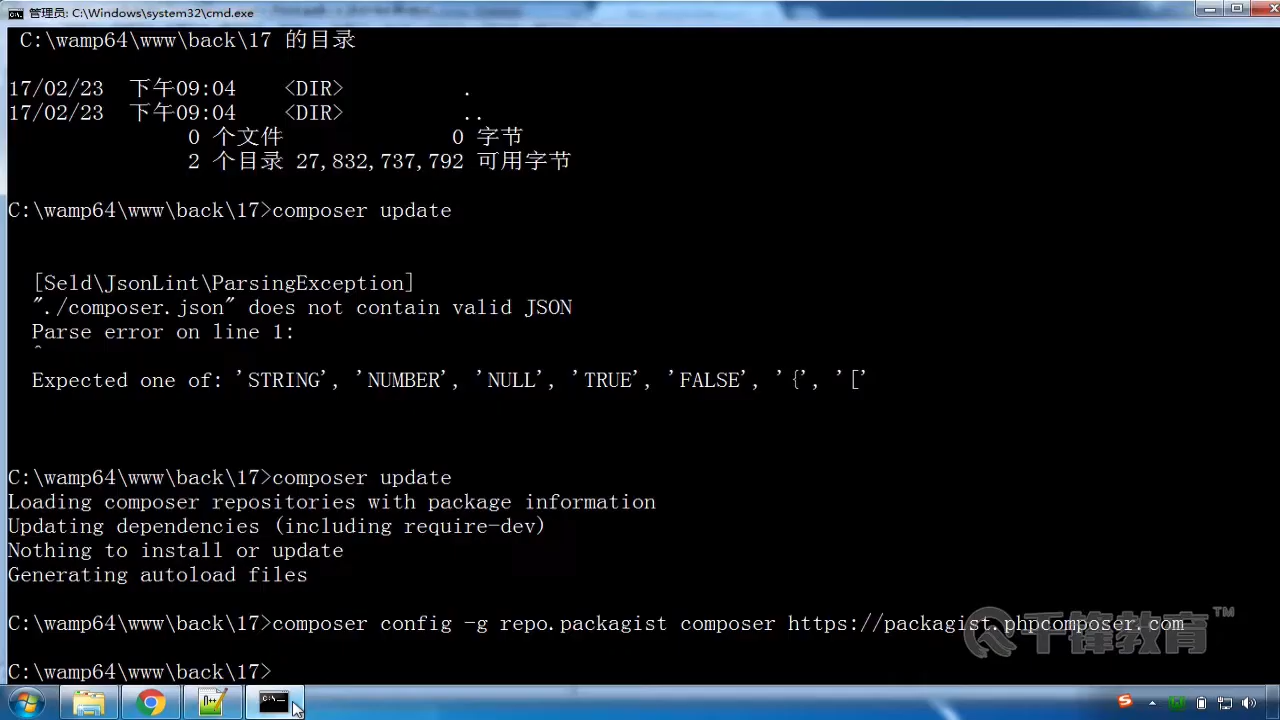 管理员: C:\Windows\system32\cmd.exe
C:\wamp64\www\back\17 的目录
17/02/23 下午09:04 <DIR> .
17/02/23 下午09:04 <DIR> ..
0 个文件 0 字节
2 个目录 27,832,737,792 可用字节
C:\wamp64\www\back\17>composer update
[Seld\JsonLint\ParsingException]
"./composer.json" does not contain valid JSON
Parse error on line 1:
^
Expected one of: 'STRING', 'NUMBER', 'NULL', 'TRUE', 'FALSE', '{', '['
C:\wamp64\www\back\17>composer update
Loading composer repositories with package information
Updating dependencies (including require-dev)
Nothing to install or update
Generating autoload files
C:\wamp64\www\back\17>composer config -g repo.packagist composer https://packagist.phpcomposer.com
千锋教育™
C:\wamp64\www\back\17>